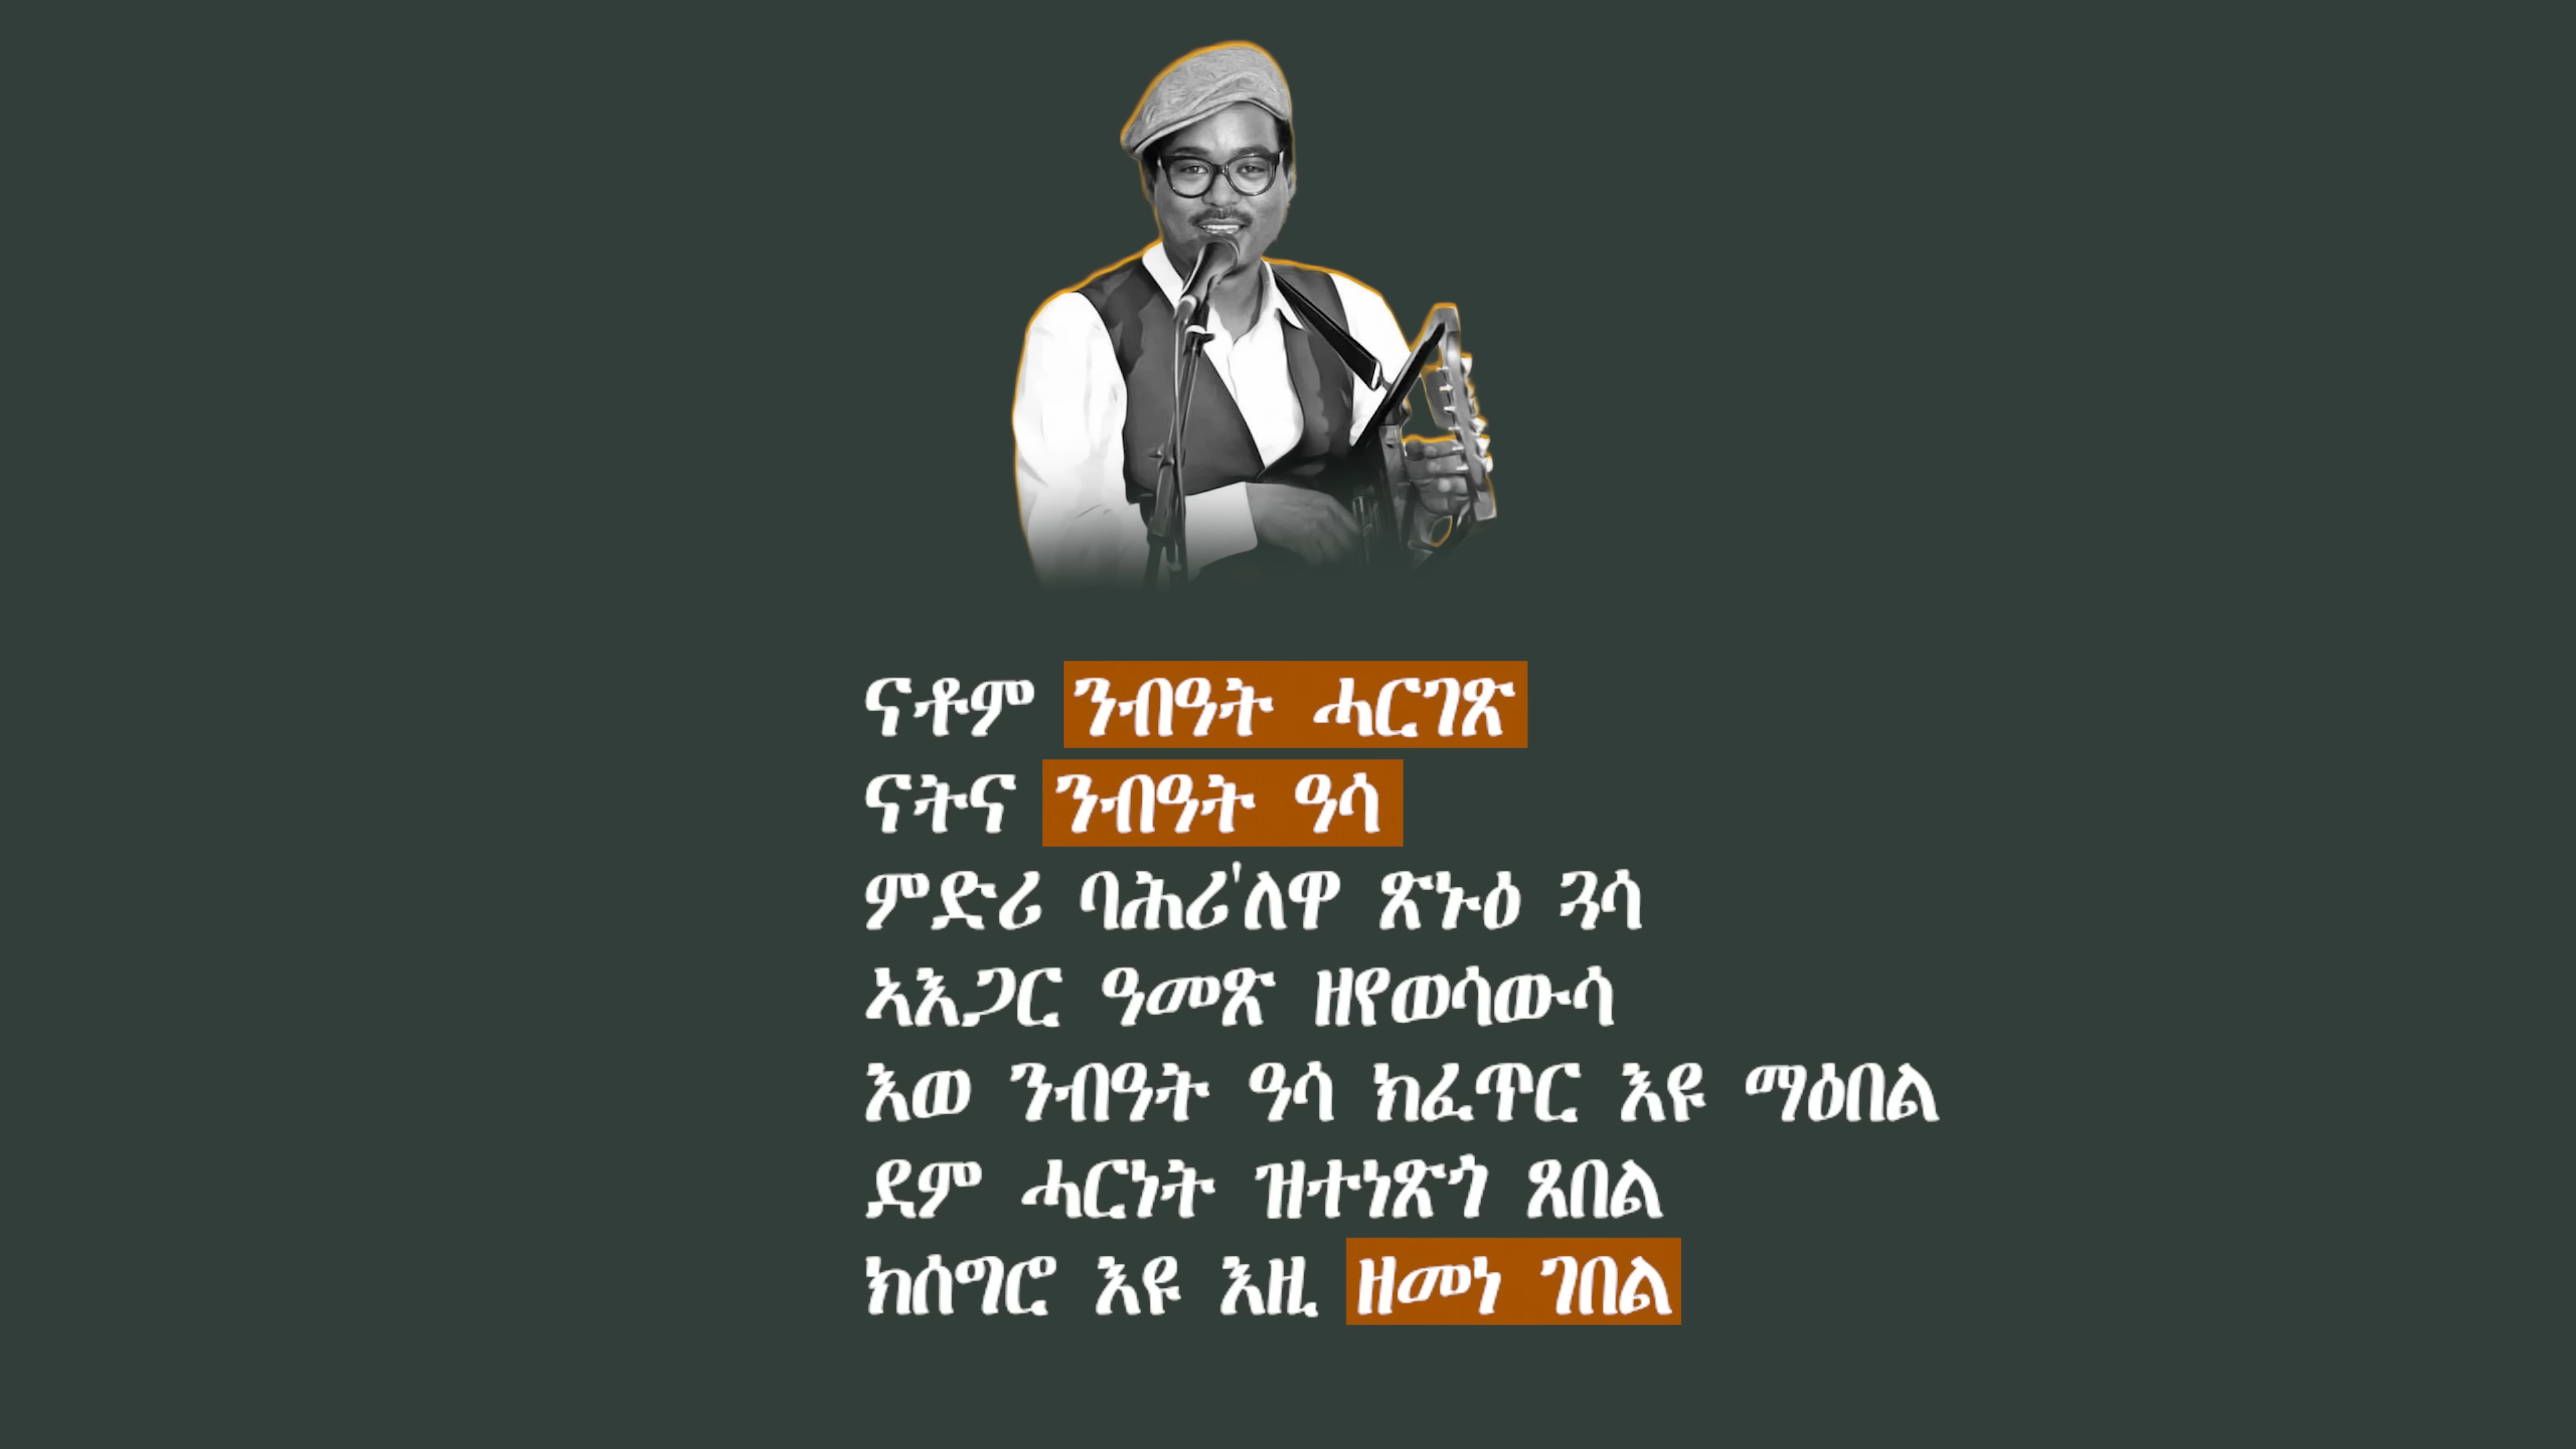 ናቶም ንብዓት ሓርገጽ
ናትና ንብዓት ዓሳ
ምድሪ ባሕሪ'ለዋ ጽኑዕ ጓሳ
ኣእጋር ዓመጽ ዘየወሳውሳ
እወ ንብዓት ዓሳ ክፈጥር እዩ ማዕበል
ደም ሓርነት ዝተነጽጎ ጸበል
ክሰግሮ እዩ እዚ ዘመነ ገበል